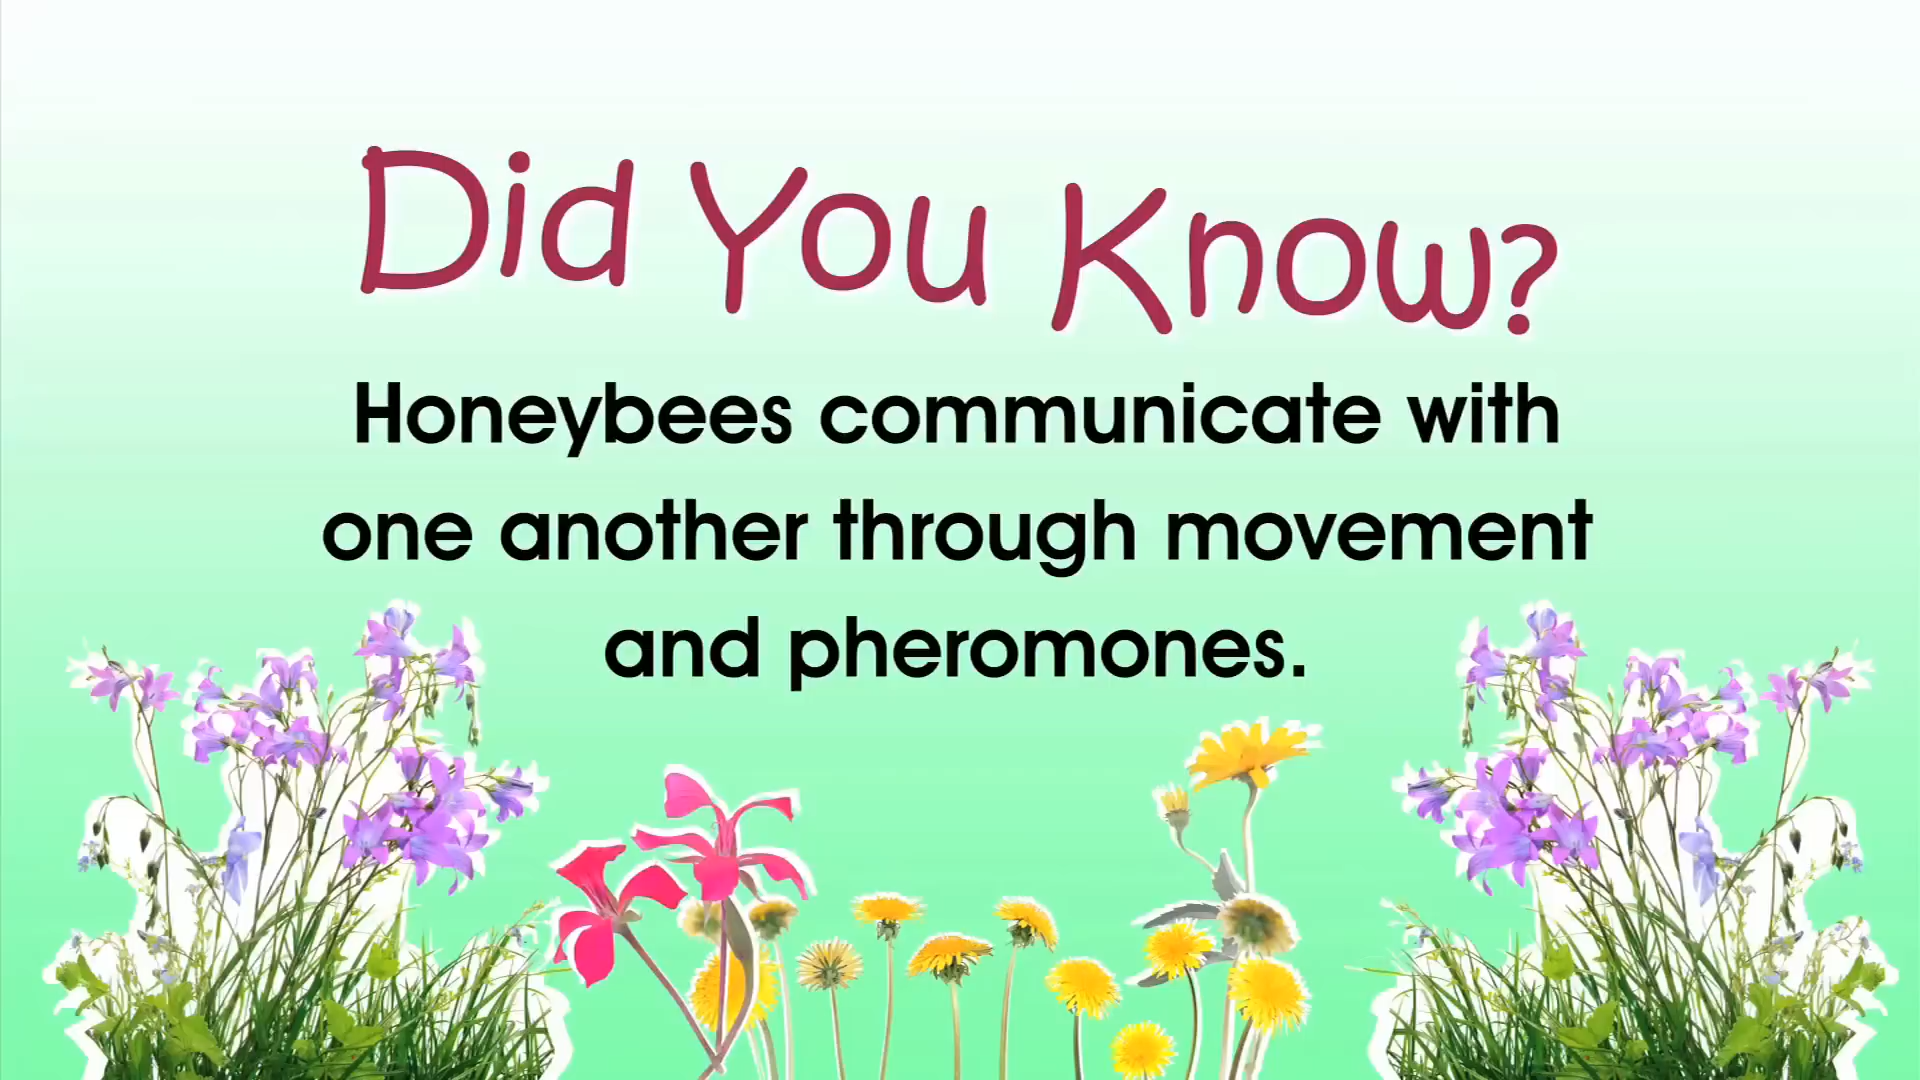 Did You Know?
Honeybees communicate with
one another through movement
and pheromones.